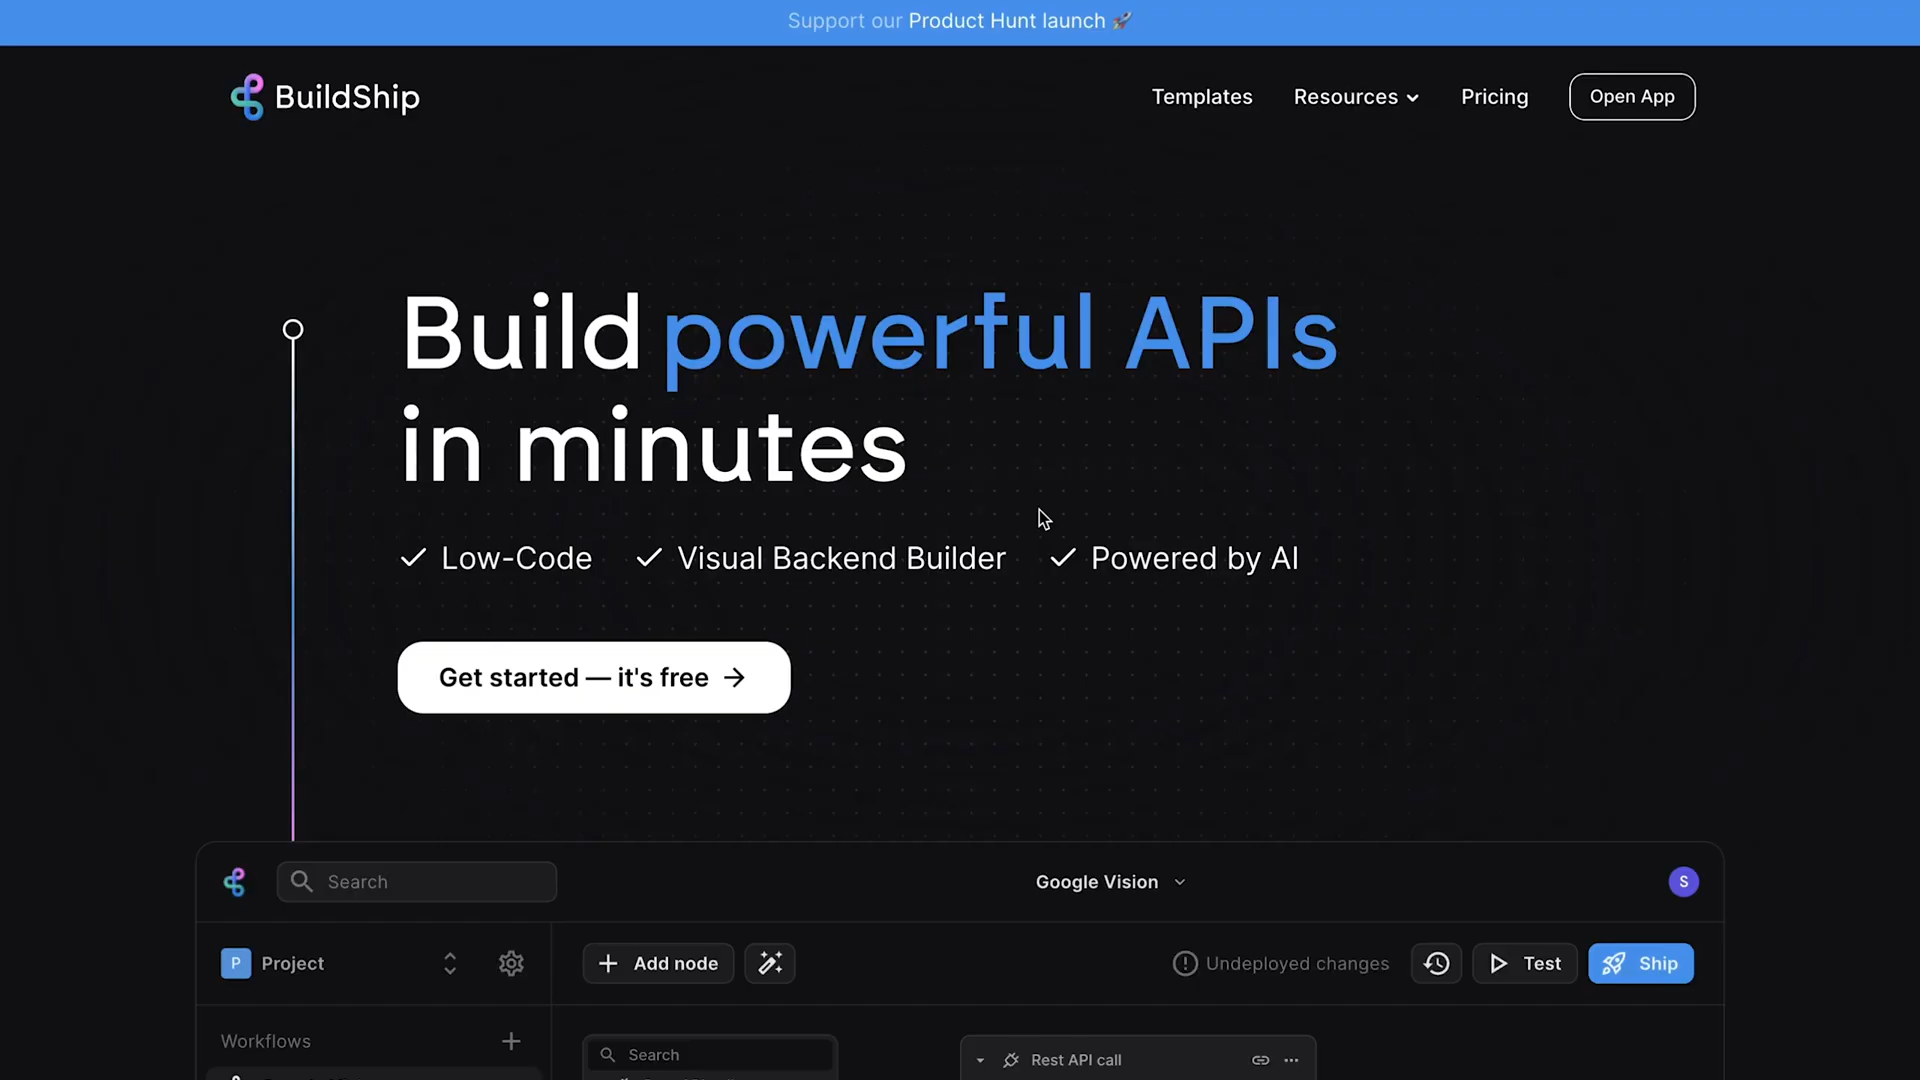 Support our Product Hunt launch 🚀
BuildShip
Templates
Resources
Pricing
Open App
Build powerful APIs
in minutes
Low-Code
Visual Backend Builder
Powered by AI
Get started — it's free →
Search
Google Vision
S
P
Project
+ Add node
Undeployed changes
Test
Ship
Workflows
+
Search
Rest API call